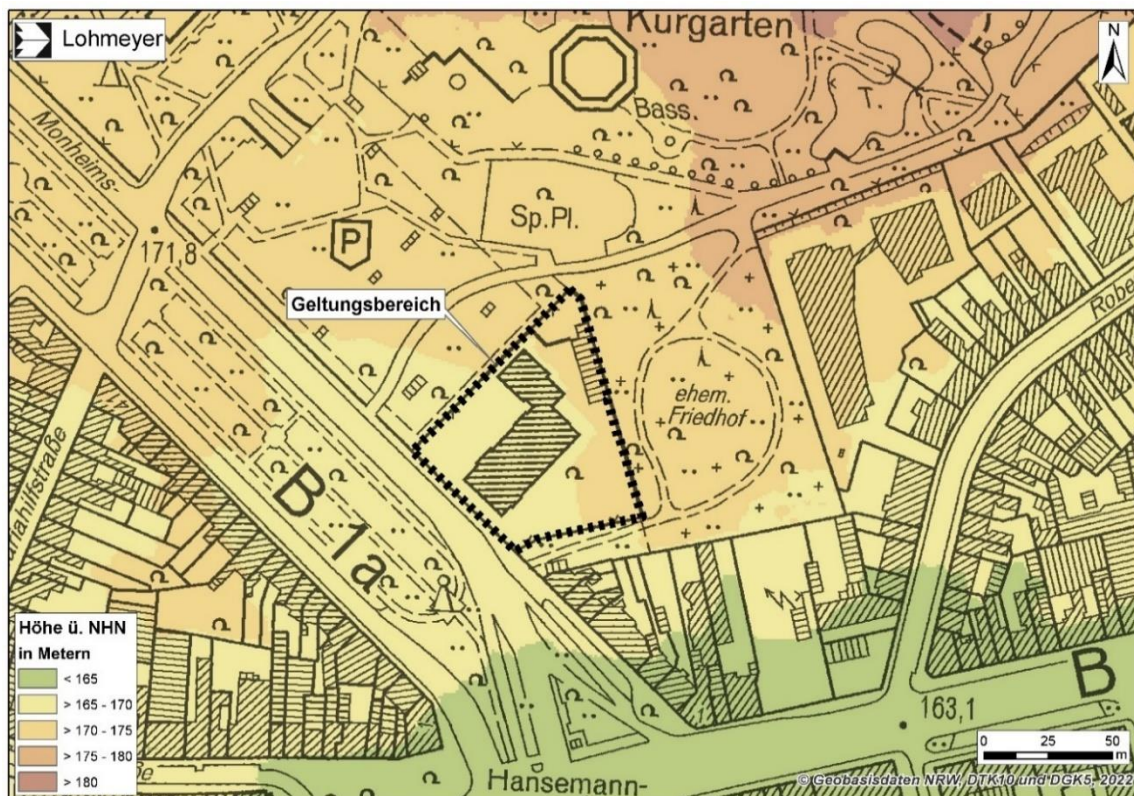 Lohmeyer
Kurgarten
N
Bass.
T.
Monheims-
Sp.Pl.
171,8
P
Geltungsbereich
ehem.
Friedhof
B 1a
Höhe ü. NHN
in Metern
< 165
> 165 - 170
> 170 - 175
> 175 - 180
> 180
B
163,1
0 25 50
m
Hansemann-
© Geobasisdaten NRW, DTK10 und DGK5, 2022